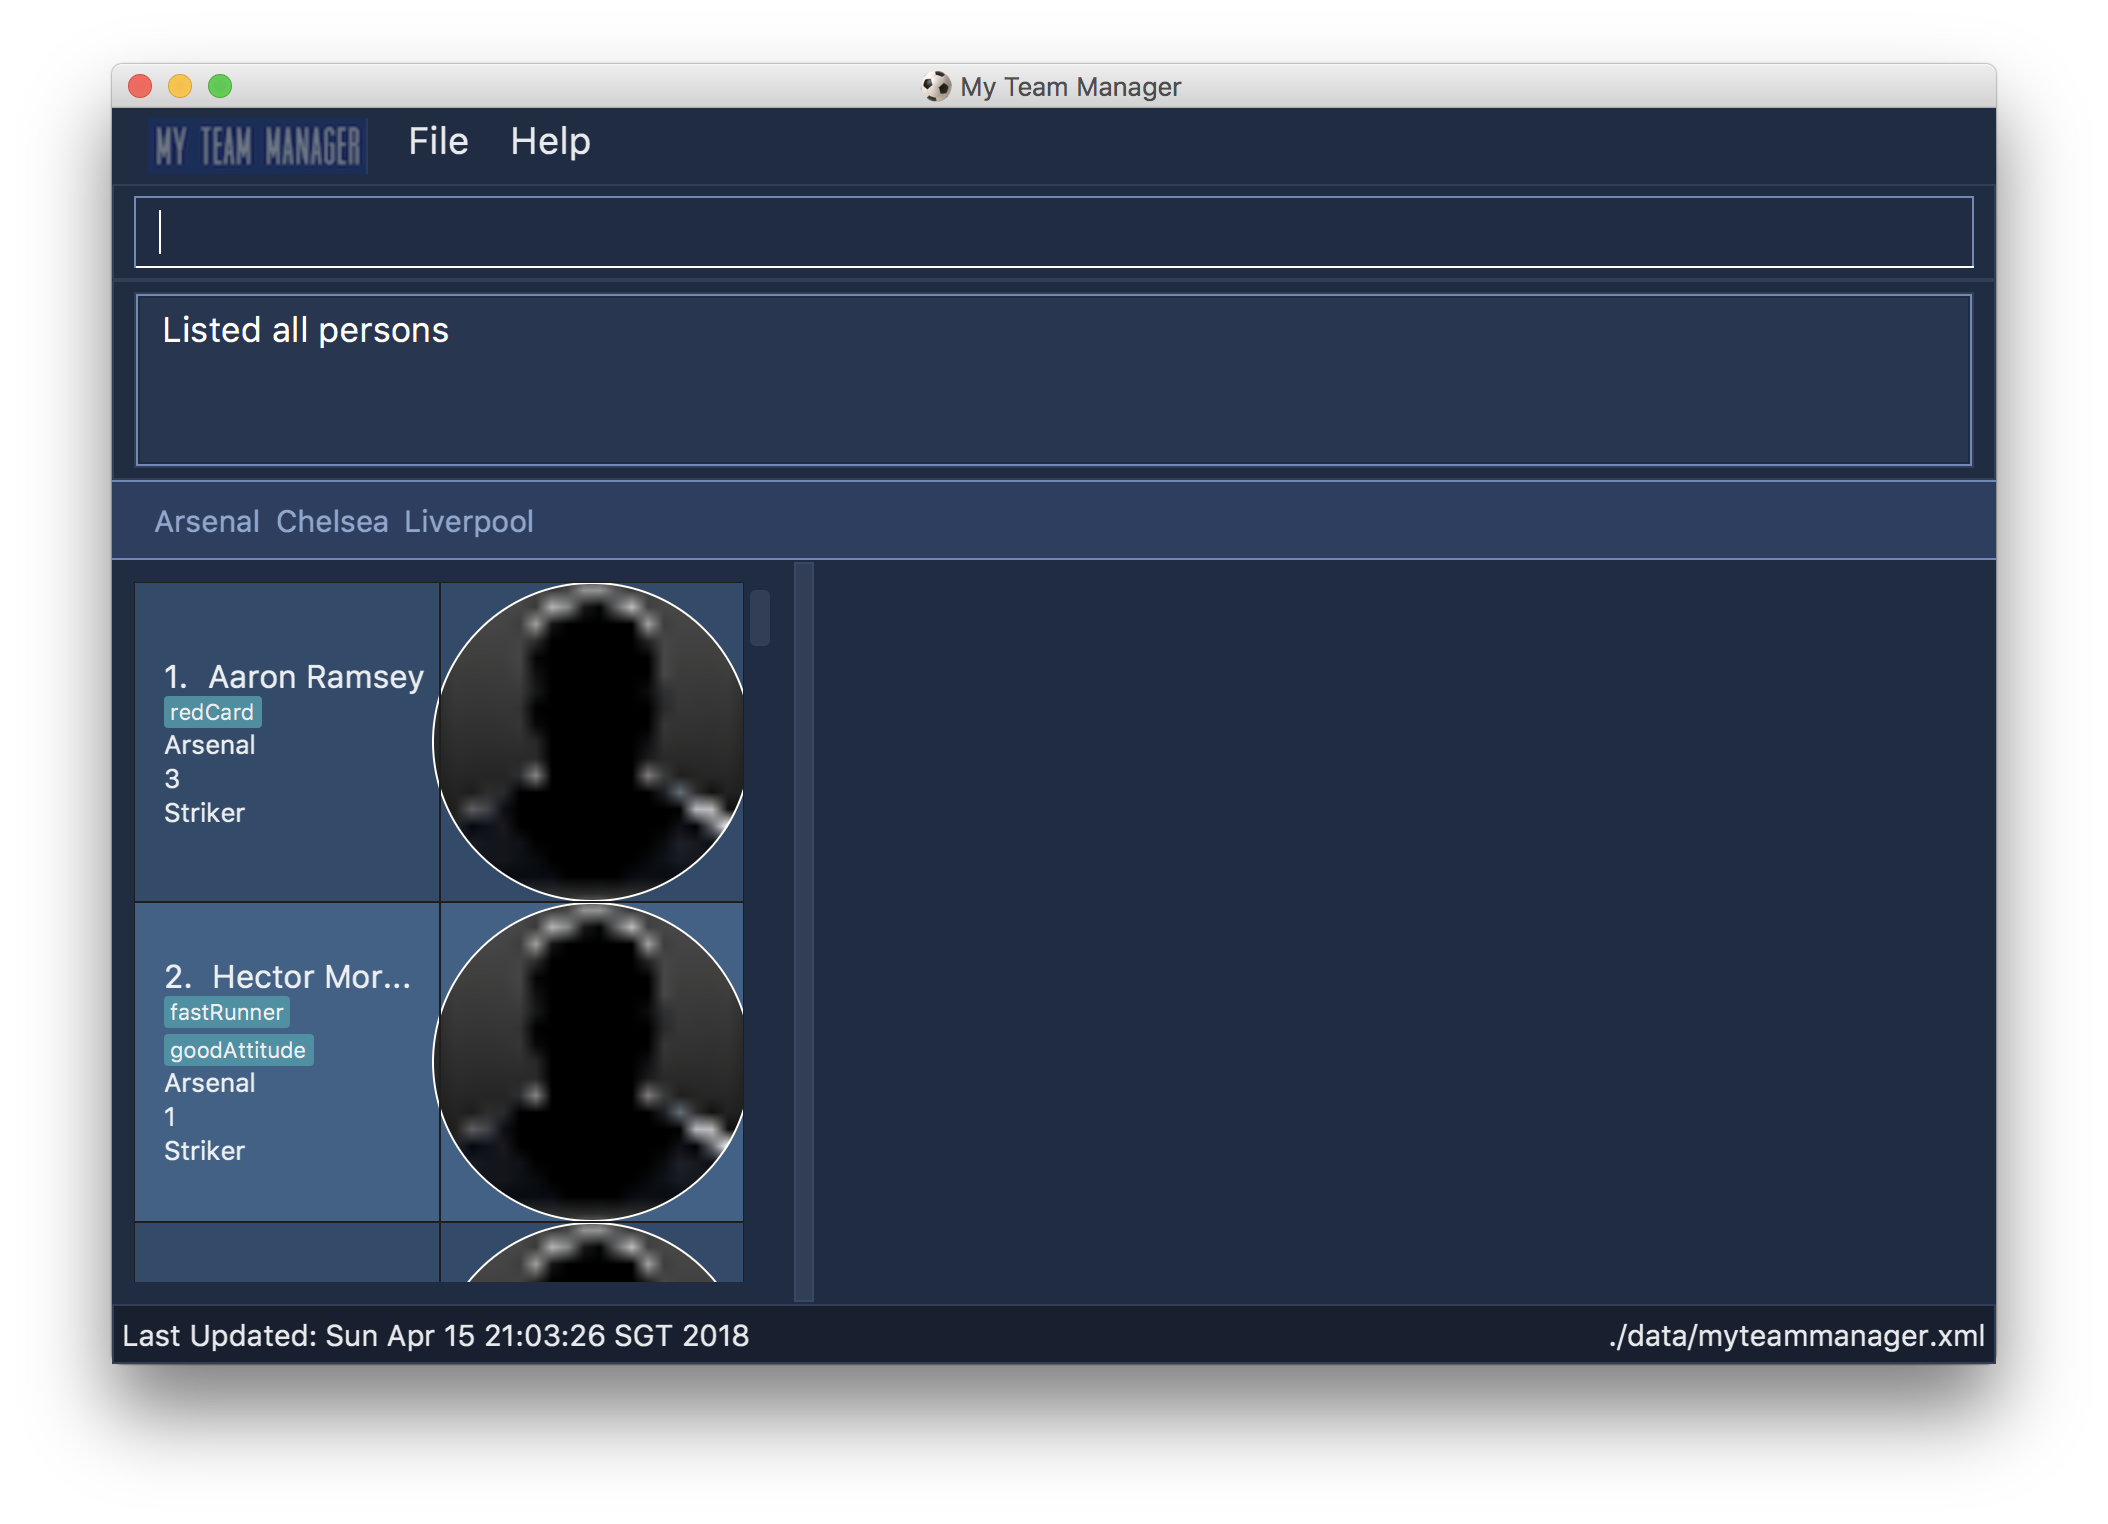 My Team Manager
MY TEAM MANAGER File Help
Listed all persons
Arsenal Chelsea Liverpool
1. Aaron Ramsey
redCard
Arsenal
3
Striker
2. Hector Mor...
fastRunner
goodAttitude
Arsenal
1
Striker
Last Updated: Sun Apr 15 21:03:26 SGT 2018 ./data/myteammanager.xml